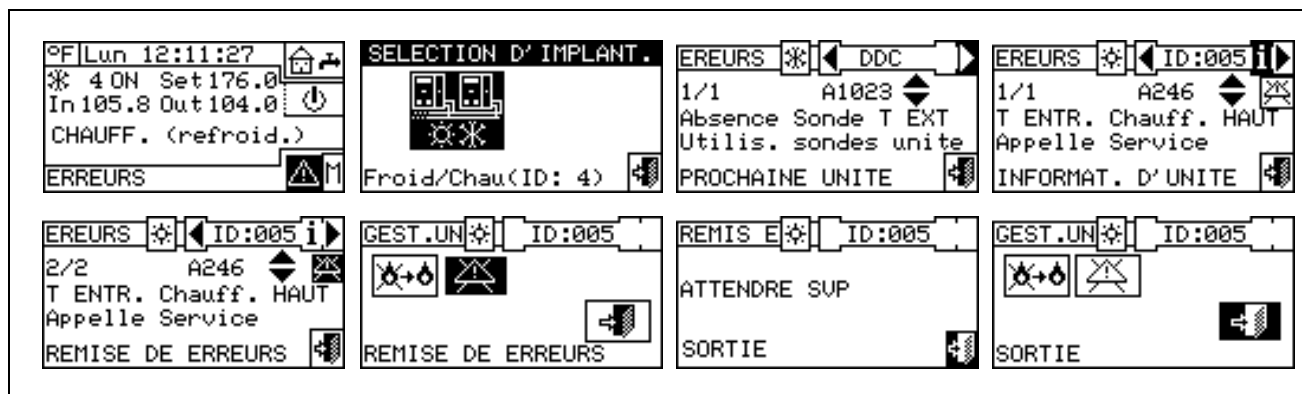 °F Lun 12:11:27
4 ON Set 176.0
In 105.8 Out 104.0
CHAUFF. (refroid.)
ERREURS M
SELECTION D'IMPLANT.
Froid/Chau(ID: 4)
EREURS DDC
1/1 A1023
Absence Sonde T EXT
Utilis. sondes unite
PROCHAINE UNITE
EREURS ID:005 i
1/1 A246
T ENTR. Chauff. HAUT
Appelle Service
INFORMAT. D'UNITE
EREURS ID:005 i
2/2 A246
T ENTR. Chauff. HAUT
Appelle Service
REMISE DE ERREURS
GEST.UN ID:005
REMISE DE ERREURS
REMIS E ID:005
ATTENDRE SVP
SORTIE
GEST.UN ID:005
SORTIE